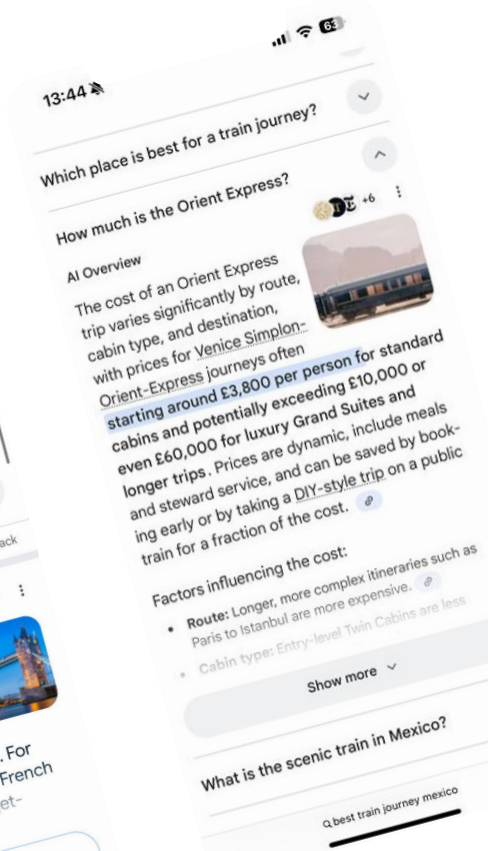 13:44
63
Which place is best for a train journey?
How much is the Orient Express?
+6
AI Overview
The cost of an Orient Express
trip varies significantly by route,
cabin type, and destination,
with prices for Venice Simplon-
Orient-Express journeys often
starting around £3,800 per person for standard
cabins and potentially exceeding £10,000 or
even £60,000 for luxury Grand Suites and
longer trips. Prices are dynamic, include meals
and steward service, and can be saved by book-
ing early or by taking a DIY-style trip on a public
train for a fraction of the cost.
Factors influencing the cost:
• Route: Longer, more complex itineraries such as
Paris to Istanbul are more expensive.
• Cabin type: Entry-level Twin Cabins are less
Show more
What is the scenic train in Mexico?
best train journey mexico
ack
. For
French
get-